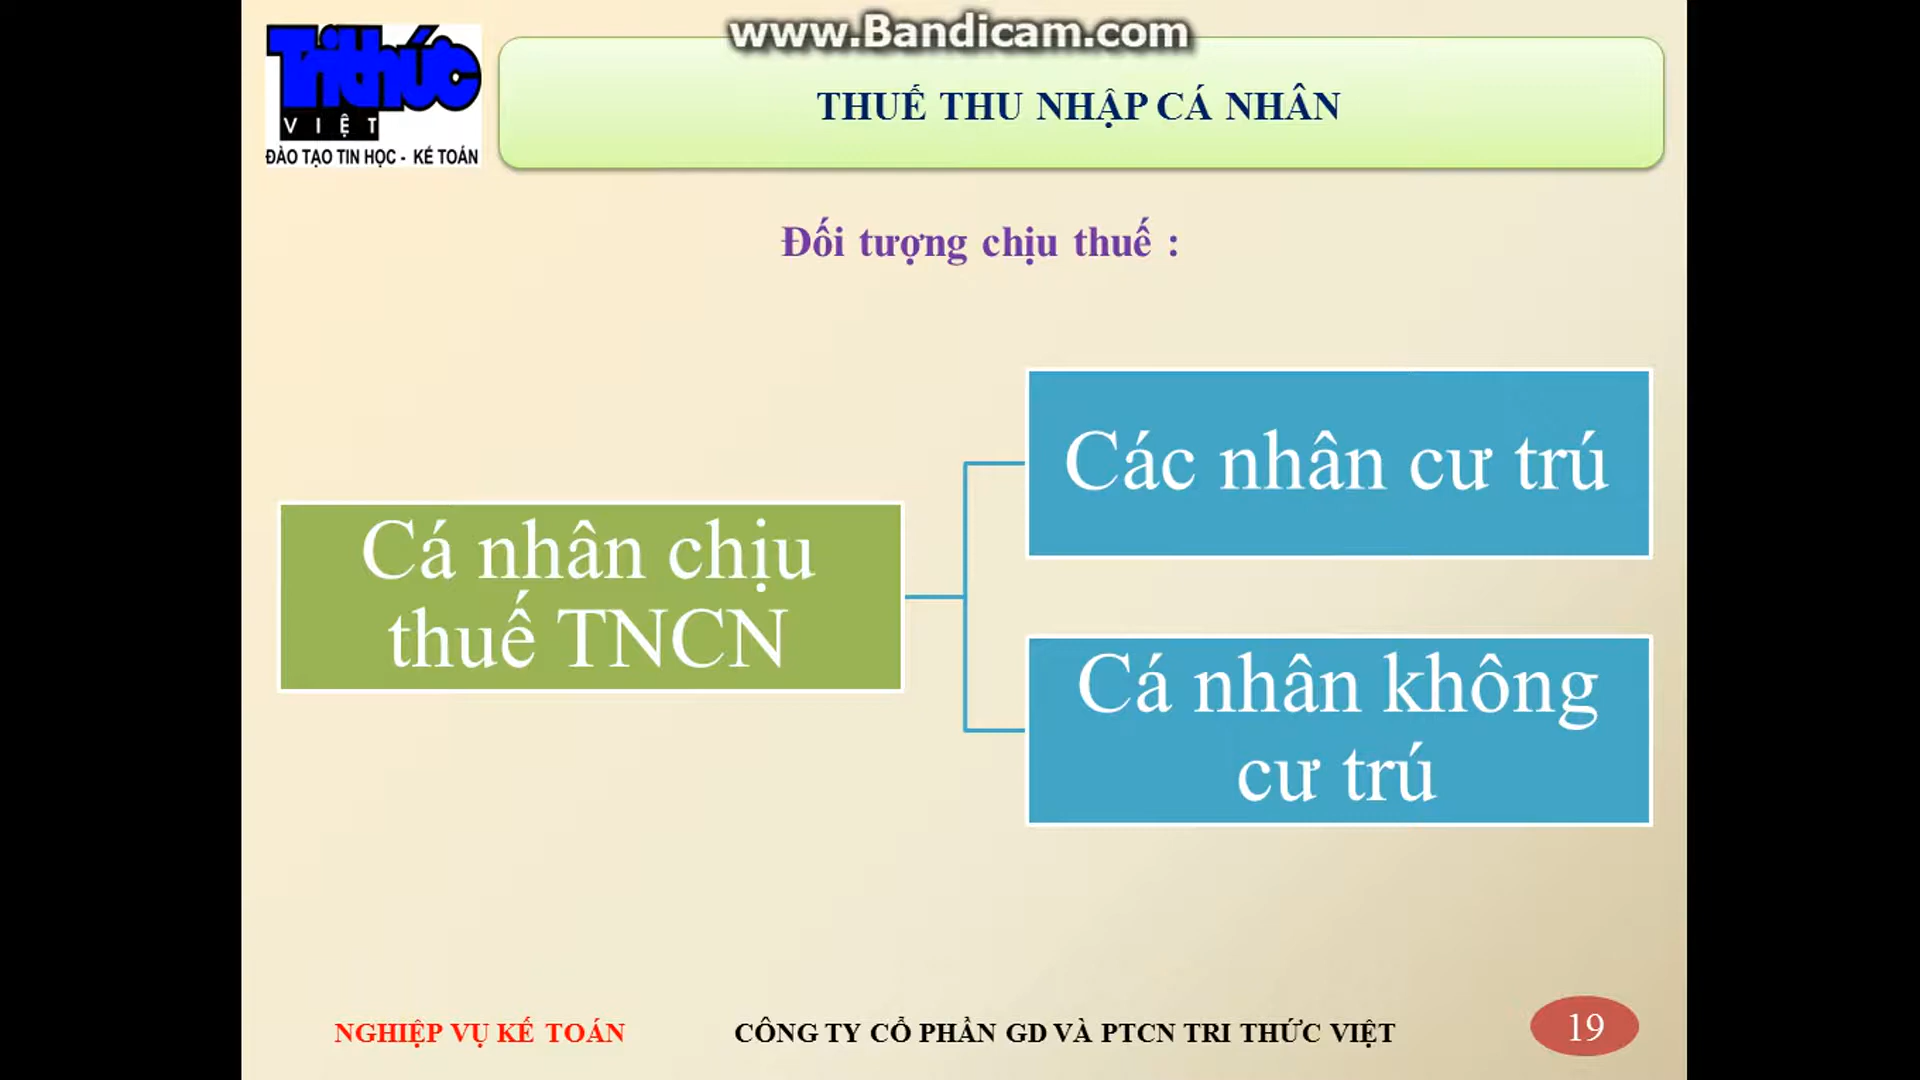 www.Bandicam.com
Trithức
VIỆT
ĐÀO TẠO TIN HỌC - KẾ TOÁN
THUẾ THU NHẬP CÁ NHÂN
Đối tượng chịu thuế :
Cá nhân chịu
thuế TNCN
Các nhân cư trú
Cá nhân không
cư trú
NGHIỆP VỤ KẾ TOÁN
CÔNG TY CỔ PHẦN GD VÀ PTCN TRI THỨC VIỆT
19